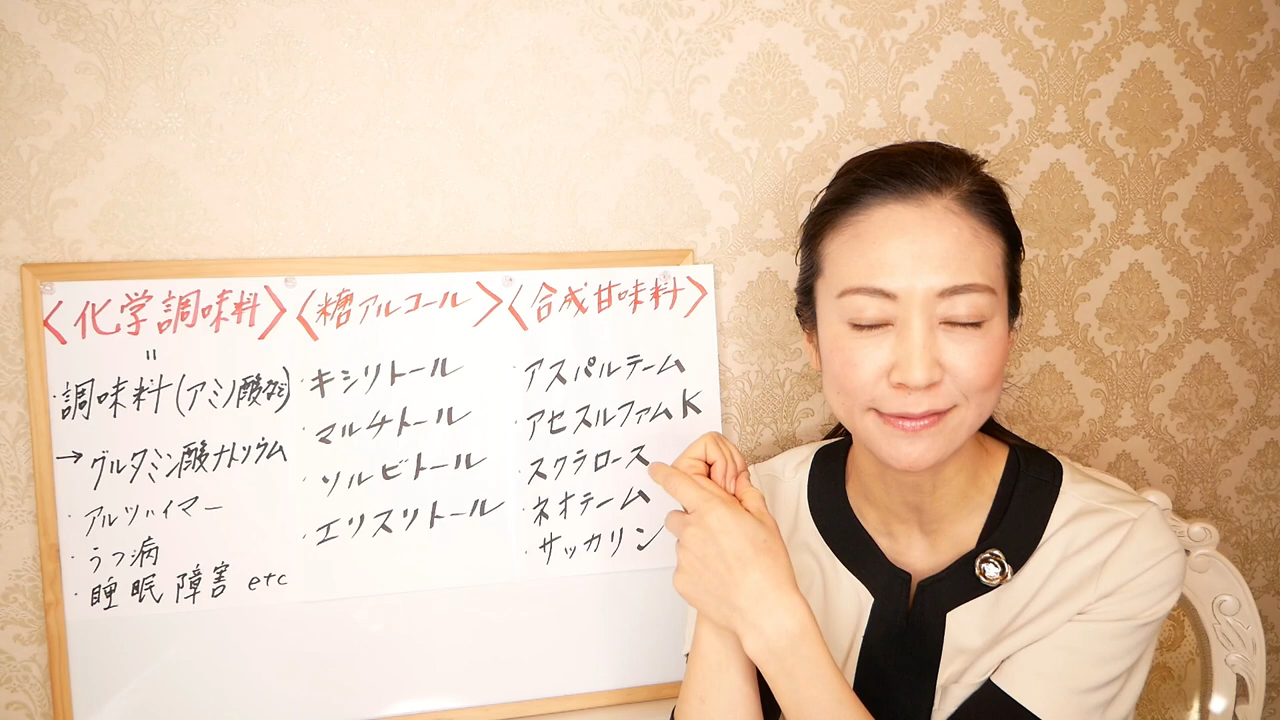 〈化学調味料〉
〃
・調味料(アミノ酸など)
→グルタミン酸ナトリウム
・アルツハイマー
・うつ病
・睡眠障害 etc
〈糖アルコール〉
・キシリトール
・マルチトール
・ソルビトール
・エリスリトール
〈合成甘味料〉
・アスパルテーム
・アセスルファムK
・スクラロース
・ネオテーム
・サッカリン